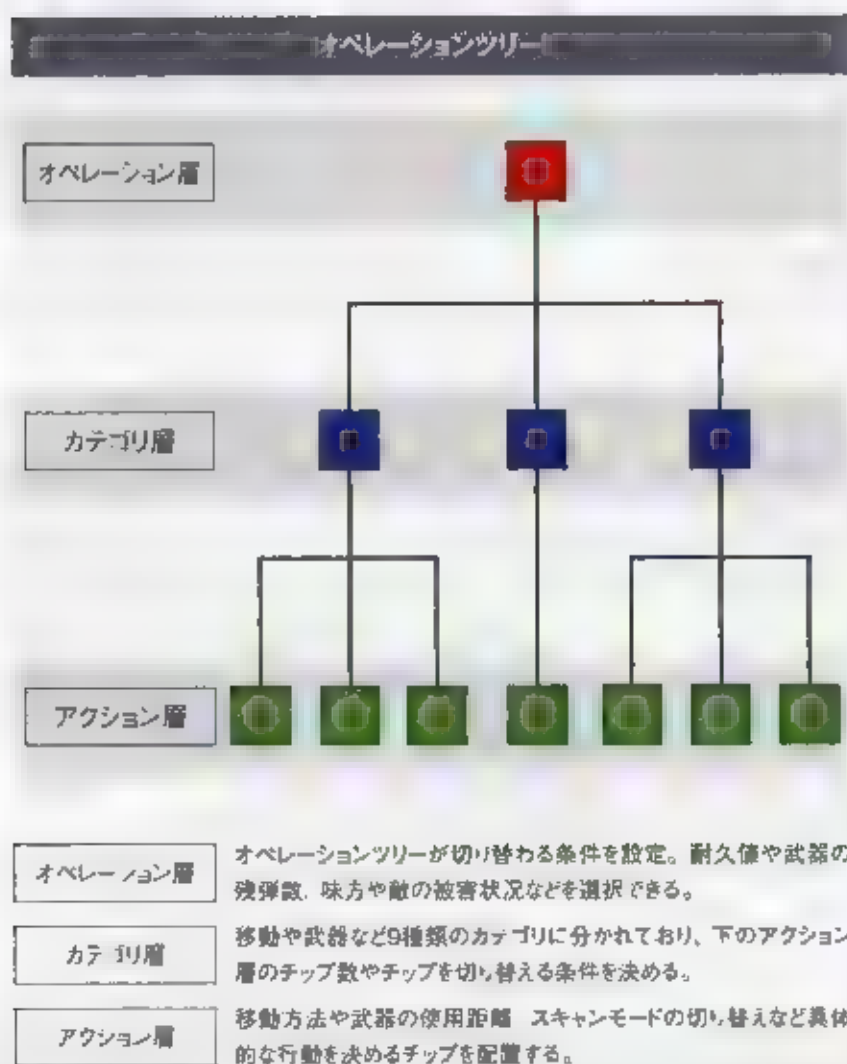 オペレーションツリー
オペレーション層
カテゴリ層
アクション層
オペレーション層
オペレーションツリーが切り替わる条件を設定。耐久値や武器の
残弾数、味方や敵の被害状況などを選択できる。
カテゴリ層
移動や武器など9種類のカテゴリに分かれており、下のアクション
層のチップ数やチップを切り替える条件を決める。
アクション層
移動方法や武器の使用距離 スキャンモードの切り替えなど具体
的な行動を決めるチップを配置する。